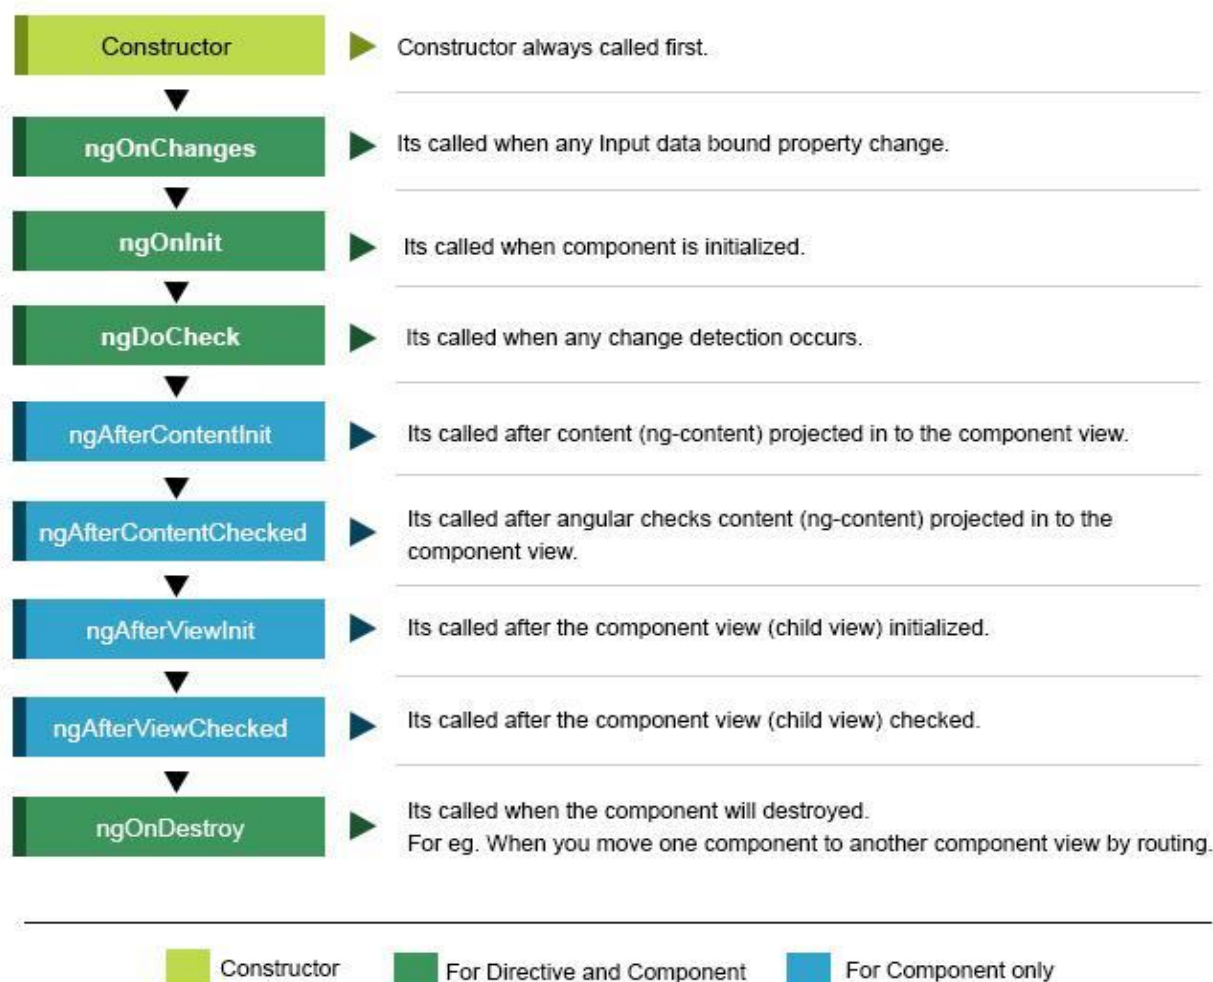 Constructor
Constructor always called first.
ngOnChanges
Its called when any Input data bound property change.
ngOnInit
Its called when component is initialized.
ngDoCheck
Its called when any change detection occurs.
ngAfterContentInit
Its called after content (ng-content) projected in to the component view.
ngAfterContentChecked
Its called after angular checks content (ng-content) projected in to the
component view.
ngAfterViewInit
Its called after the component view (child view) initialized.
ngAfterViewChecked
Its called after the component view (child view) checked.
ngOnDestroy
Its called when the component will destroyed.
For eg. When you move one component to another component view by routing.
Constructor
For Directive and Component
For Component only